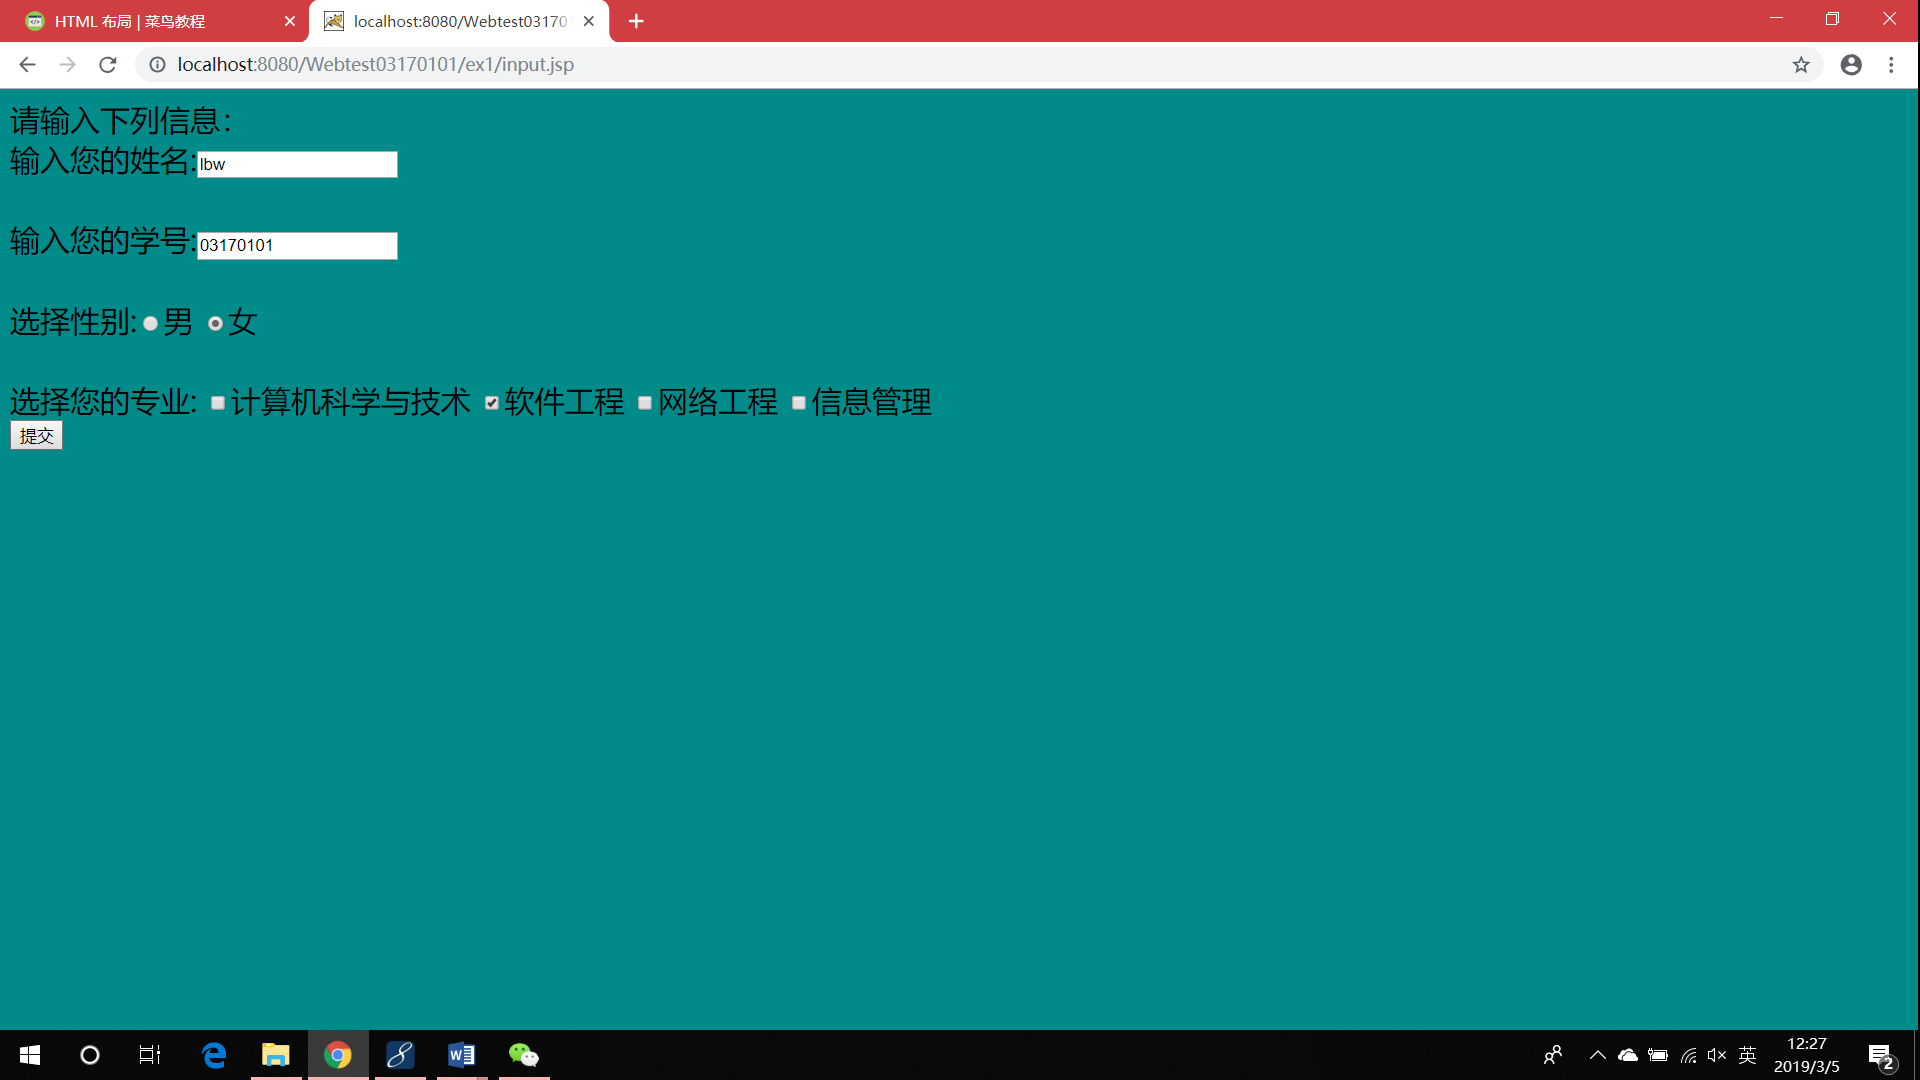 HTML 布局 | 菜鸟教程
localhost:8080/Webtest03170
localhost:8080/Webtest03170101/ex1/input.jsp
请输入下列信息：
输入您的姓名:lbw
输入您的学号:03170101
选择性别:男 女
选择您的专业: 计算机科学与技术 软件工程 网络工程 信息管理
提交
英
12:27
2019/3/5
2